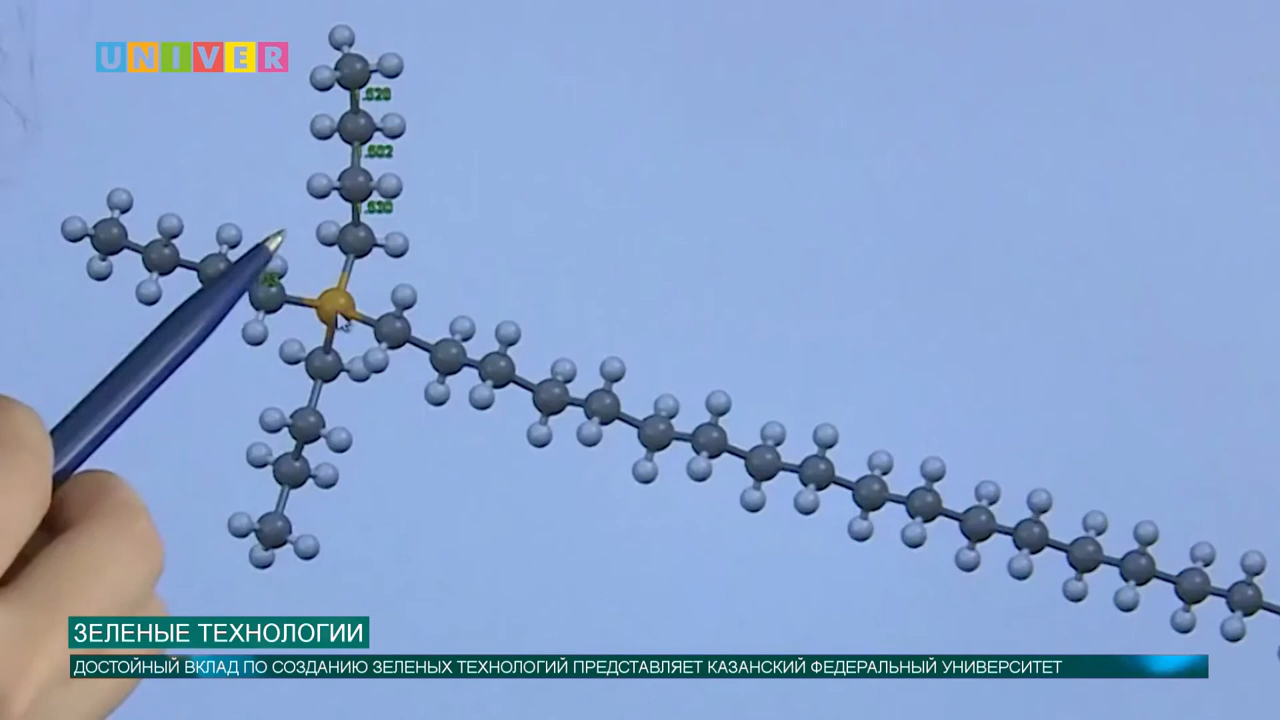 UNIVER
.528
.502
.530
ЗЕЛЕНЫЕ ТЕХНОЛОГИИ
ДОСТОЙНЫЙ ВКЛАД ПО СОЗДАНИЮ ЗЕЛЕНЫХ ТЕХНОЛОГИЙ ПРЕДСТАВЛЯЕТ КАЗАНСКИЙ ФЕДЕРАЛЬНЫЙ УНИВЕРСИТЕТ